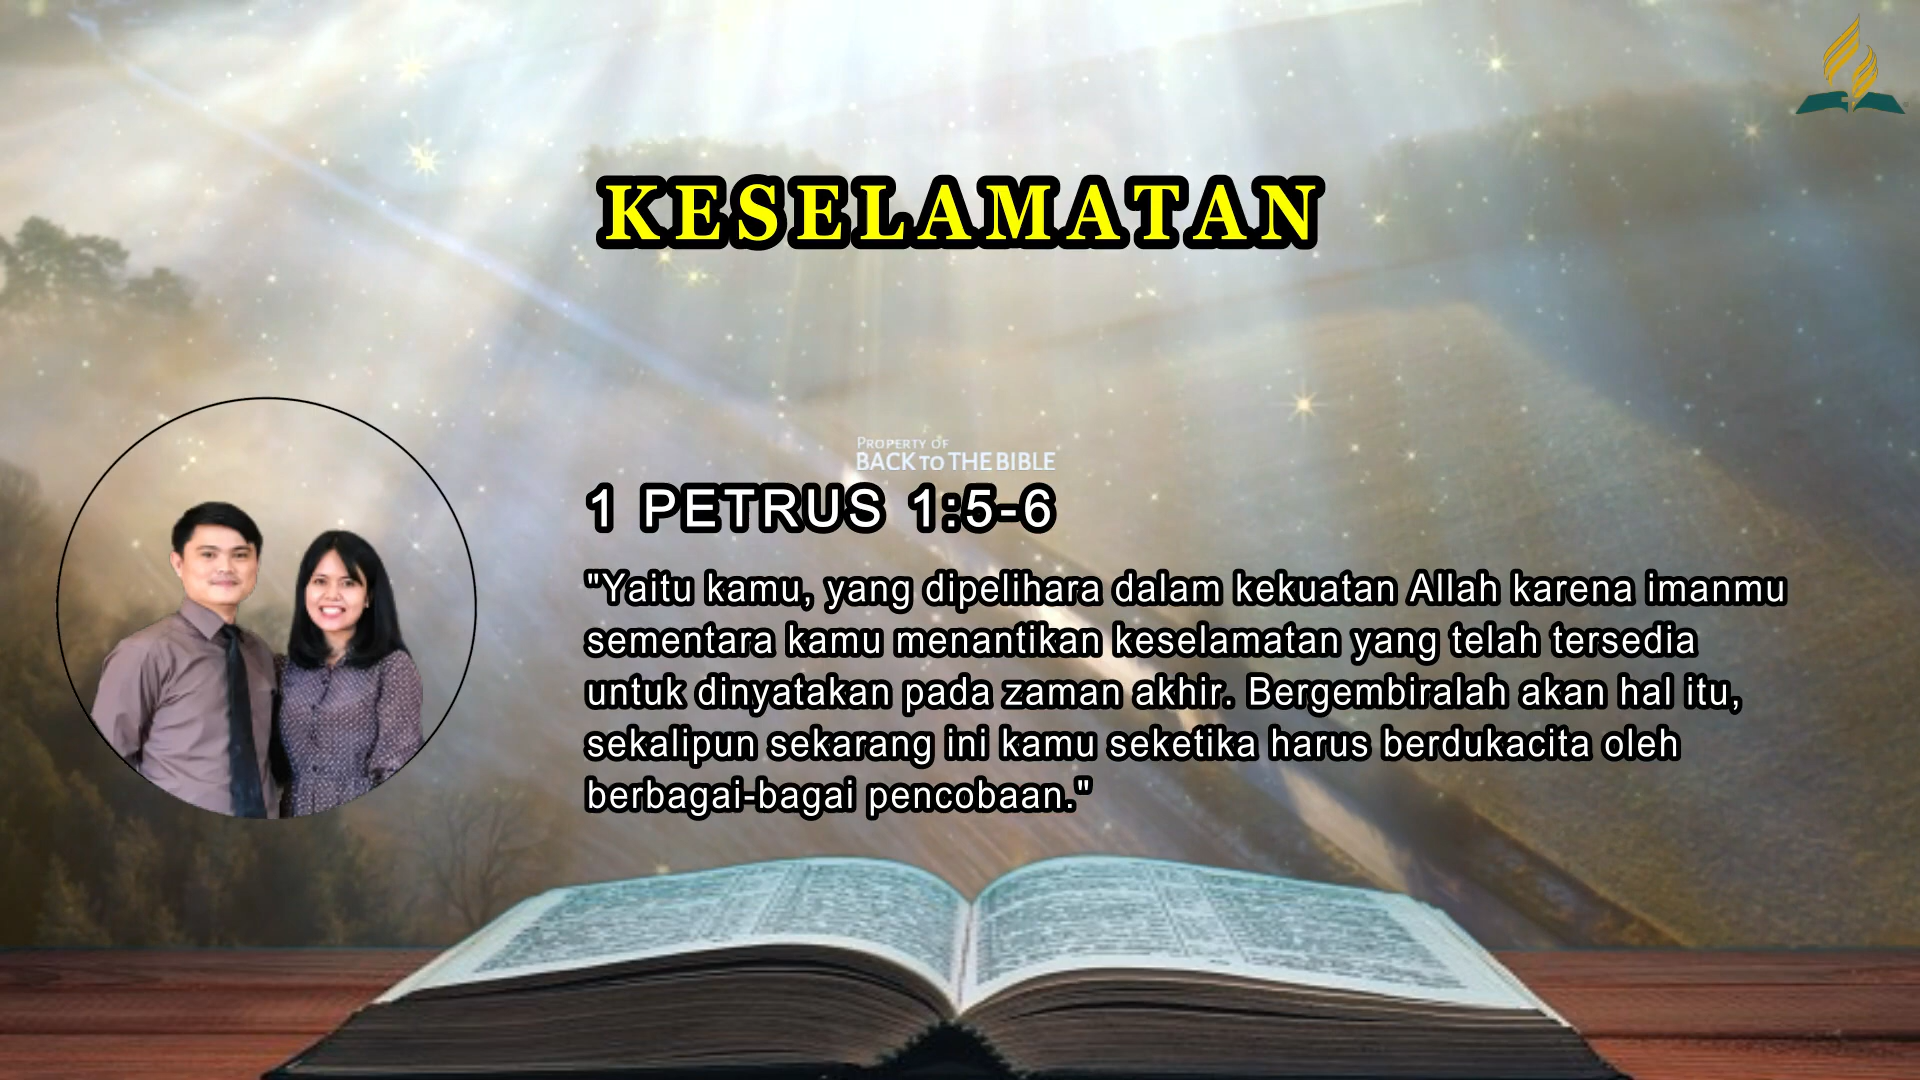 KESELAMATAN
PROPERTY OF
BACK TO THE BIBLE
1 PETRUS 1:5-6
"Yaitu kamu, yang dipelihara dalam kekuatan Allah karena imanmu
sementara kamu menantikan keselamatan yang telah tersedia
untuk dinyatakan pada zaman akhir. Bergembiralah akan hal itu,
sekalipun sekarang ini kamu seketika harus berdukacita oleh
berbagai-bagai pencobaan."